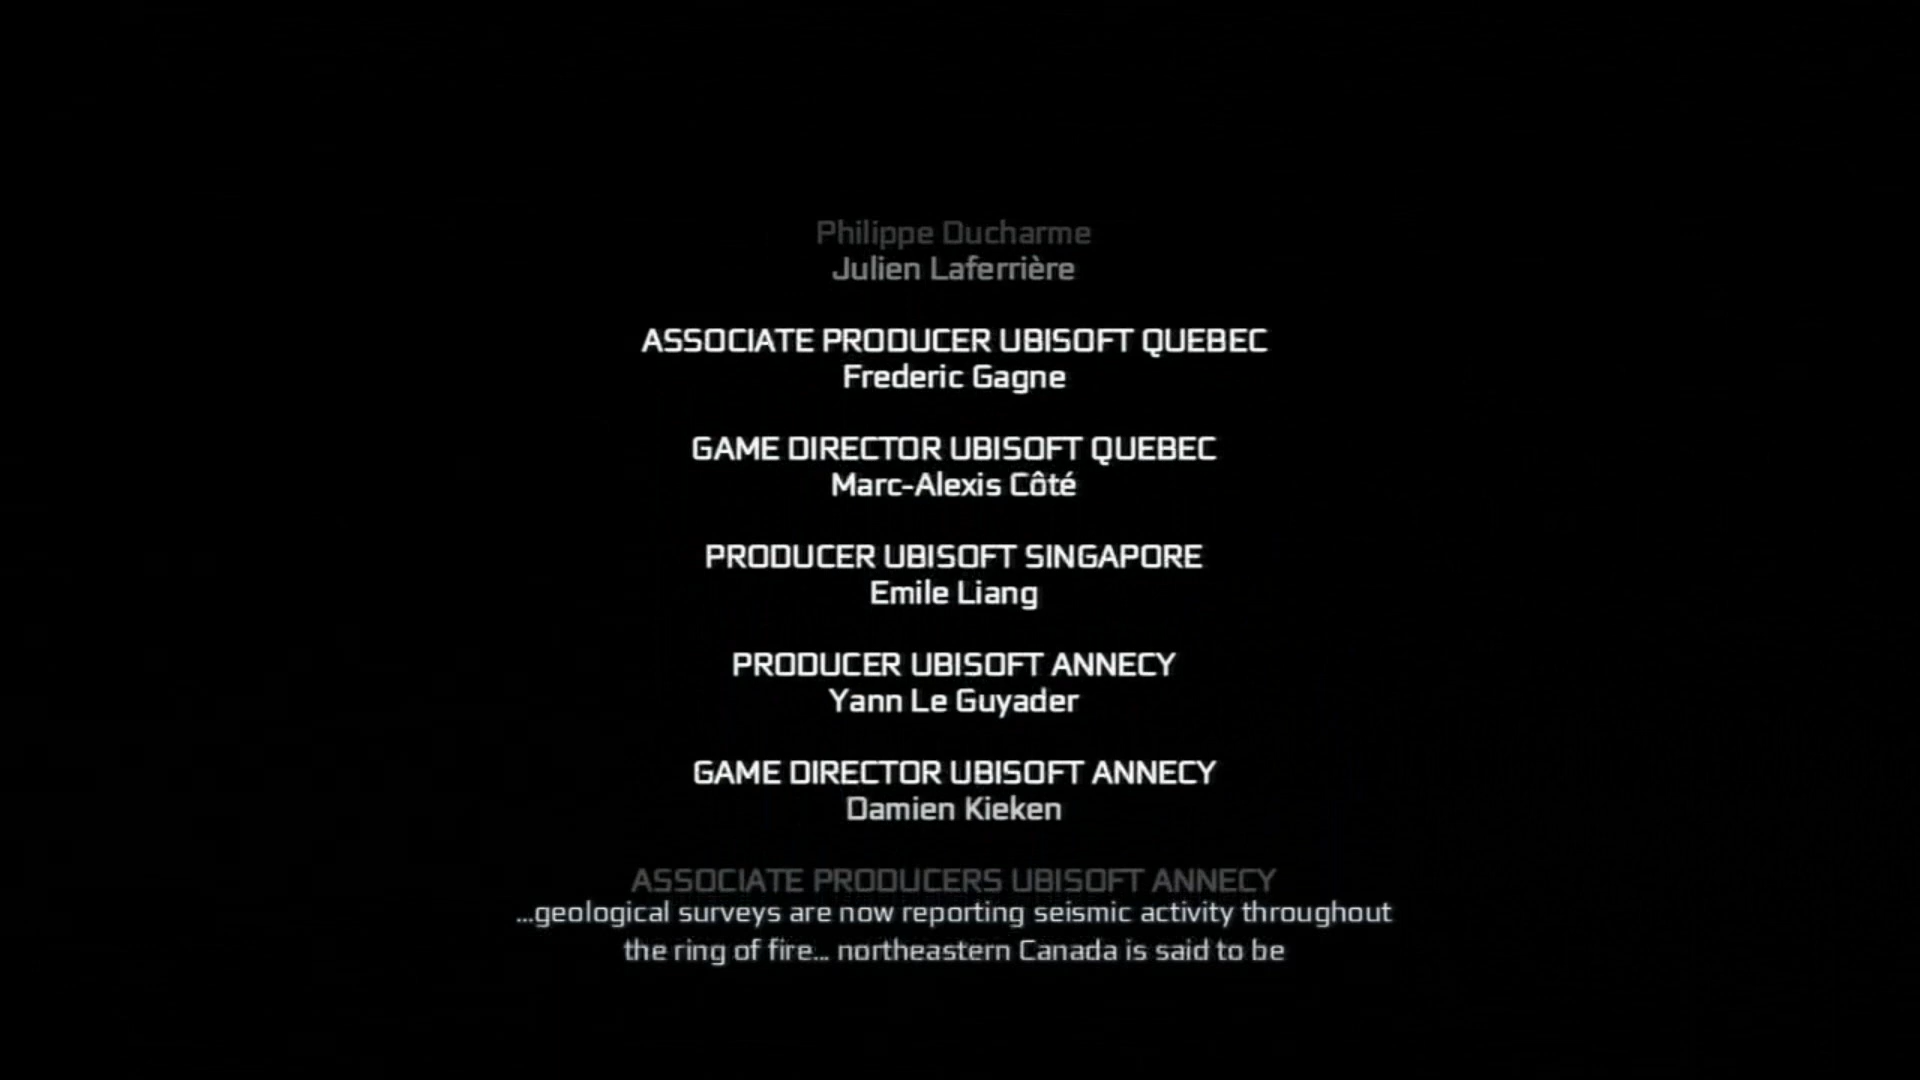 Philippe Ducharme
Julien Laferrière
ASSOCIATE PRODUCER UBISOFT QUEBEC
Frederic Gagne
GAME DIRECTOR UBISOFT QUEBEC
Marc-Alexis Côté
PRODUCER UBISOFT SINGAPORE
Emile Liang
PRODUCER UBISOFT ANNECY
Yann Le Guyader
GAME DIRECTOR UBISOFT ANNECY
Damien Kieken
ASSOCIATE PRODUCERS UBISOFT ANNECY
...geological surveys are now reporting seismic activity throughout
the ring of fire... northeastern Canada is said to be